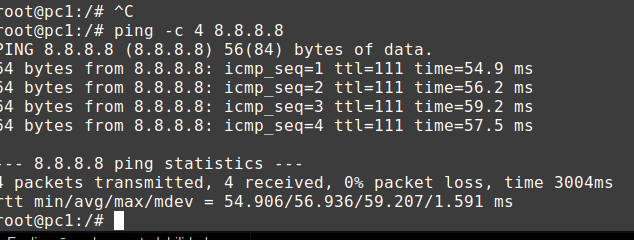 root@pc1:/# ^C
root@pc1:/# ping -c 4 8.8.8.8
PING 8.8.8.8 (8.8.8.8) 56(84) bytes of data.
64 bytes from 8.8.8.8: icmp_seq=1 ttl=111 time=54.9 ms
64 bytes from 8.8.8.8: icmp_seq=2 ttl=111 time=56.2 ms
64 bytes from 8.8.8.8: icmp_seq=3 ttl=111 time=59.2 ms
64 bytes from 8.8.8.8: icmp_seq=4 ttl=111 time=57.5 ms
--- 8.8.8.8 ping statistics ---
4 packets transmitted, 4 received, 0% packet loss, time 3004ms
rtt min/avg/max/mdev = 54.906/56.936/59.207/1.591 ms
root@pc1:/#